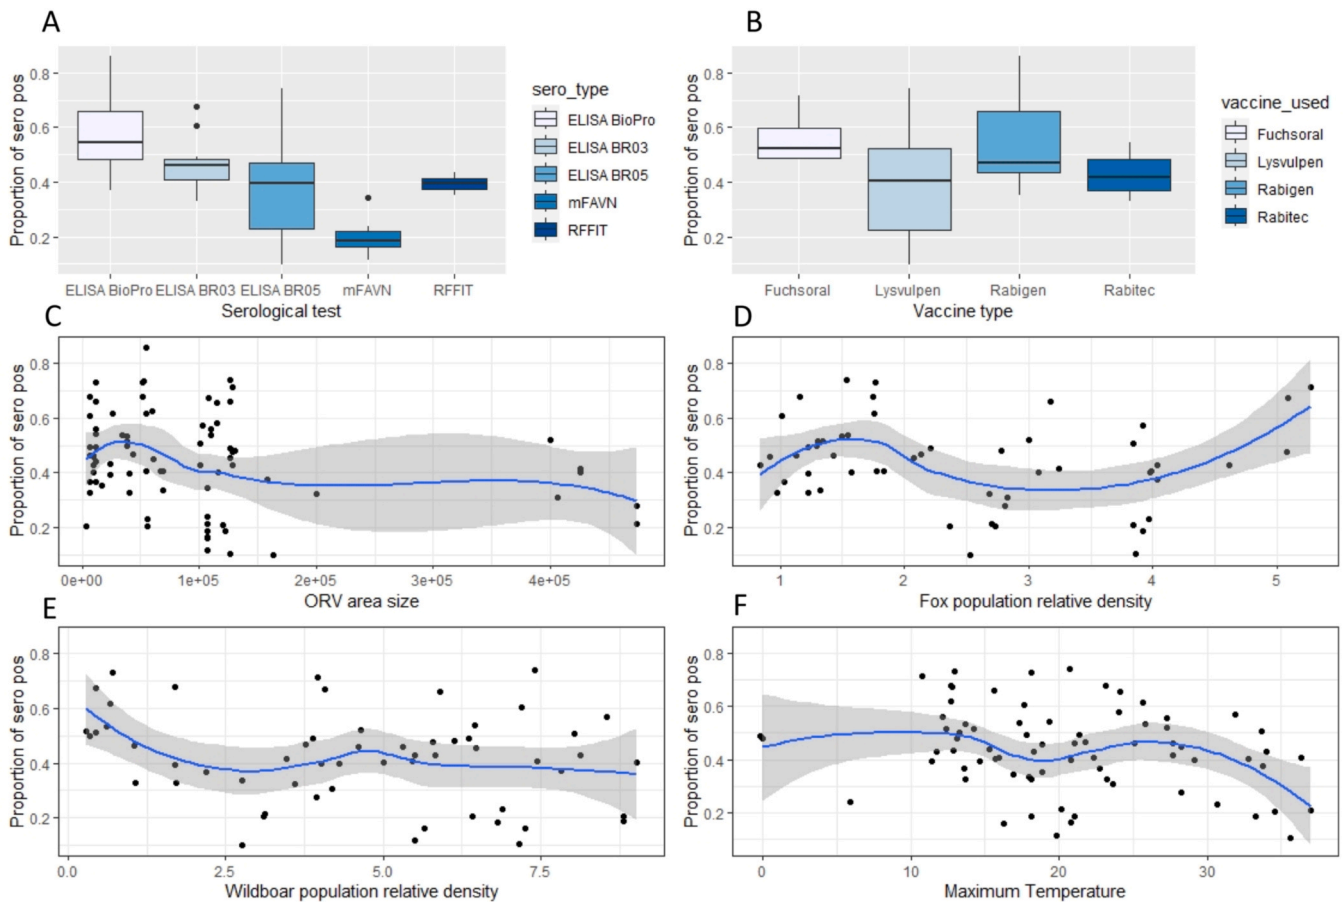 A
Proportion of sero pos
0.8
0.6
0.4
0.2
ELISA BioPro ELISA BR03 ELISA BR05 mFAVN RFFIT
Serological test
sero_type
ELISA BioPro
ELISA BR03
ELISA BR05
mFAVN
RFFIT
B
Proportion of sero pos
0.8
0.6
0.4
0.2
Fuchsoral Lysvulpen Rabigen Rabitec
Vaccine type
vaccine_used
Fuchsoral
Lysvulpen
Rabigen
Rabitec
C
Proportion of sero pos
0.8
0.6
0.4
0.2
0e+00 1e+05 2e+05 3e+05 4e+05
ORV area size
D
Proportion of sero pos
0.8
0.6
0.4
0.2
1 2 3 4 5
Fox population relative density
E
Proportion of sero pos
0.8
0.6
0.4
0.2
0.0 2.5 5.0 7.5
Wildboar population relative density
F
Proportion of sero pos
0.8
0.6
0.4
0.2
0 10 20 30
Maximum Temperature